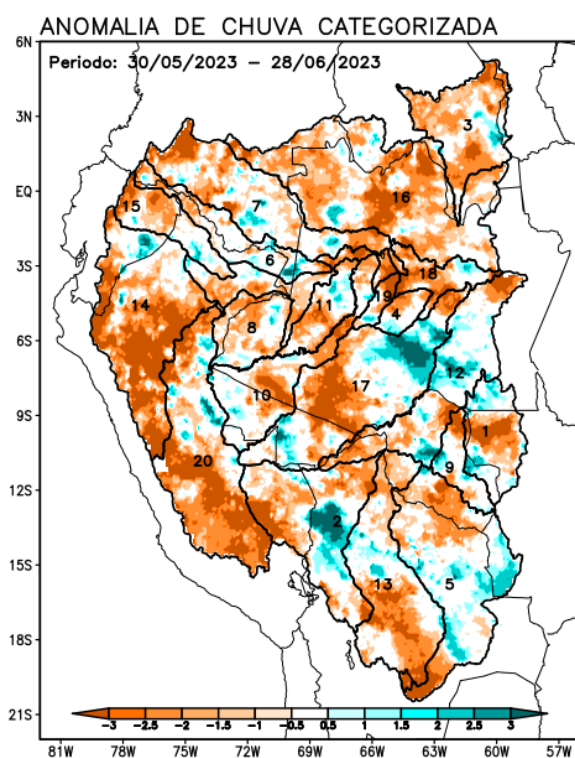 ANOMALIA DE CHUVA CATEGORIZADA
Periodo: 30/05/2023 – 28/06/2023
6N
3N
EQ
3S
6S
9S
12S
15S
18S
21S
3
15
7
16
6
18
14
19
11
4
8
12
10
17
1
20
9
2
13
5
-3 -2.5 -2 -1.5 -1 -0.5 0.5 1 1.5 2 2.5 3
81W 78W 75W 72W 69W 66W 63W 60W 57W